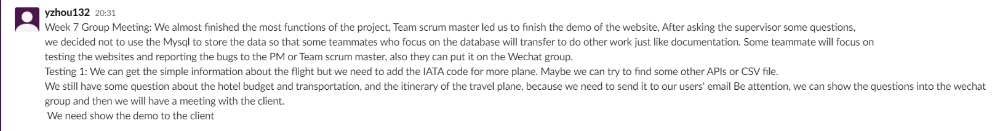 yzhou132 20:31
Week 7 Group Meeting: We almost finished the most functions of the project, Team scrum master led us to finish the demo of the website, After asking the supervisor some questions,
we decided not to use the Mysql to store the data so that some teammates who focus on the database will transfer to do other work just like documentation. Some teammate will focus on
testing the websites and reporting the bugs to the PM or Team scrum master, also they can put it on the Wechat group.
Testing 1: We can get the simple information about the flight but we need to add the IATA code for more plane. Maybe we can try to find some other APIs or CSV file.
We still have some question about the hotel budget and transportation, and the itinerary of the travel plane, because we need to send it to our users' email Be attention, we can show the questions into the wechat
group and then we will have a meeting with the client.
We need show the demo to the client